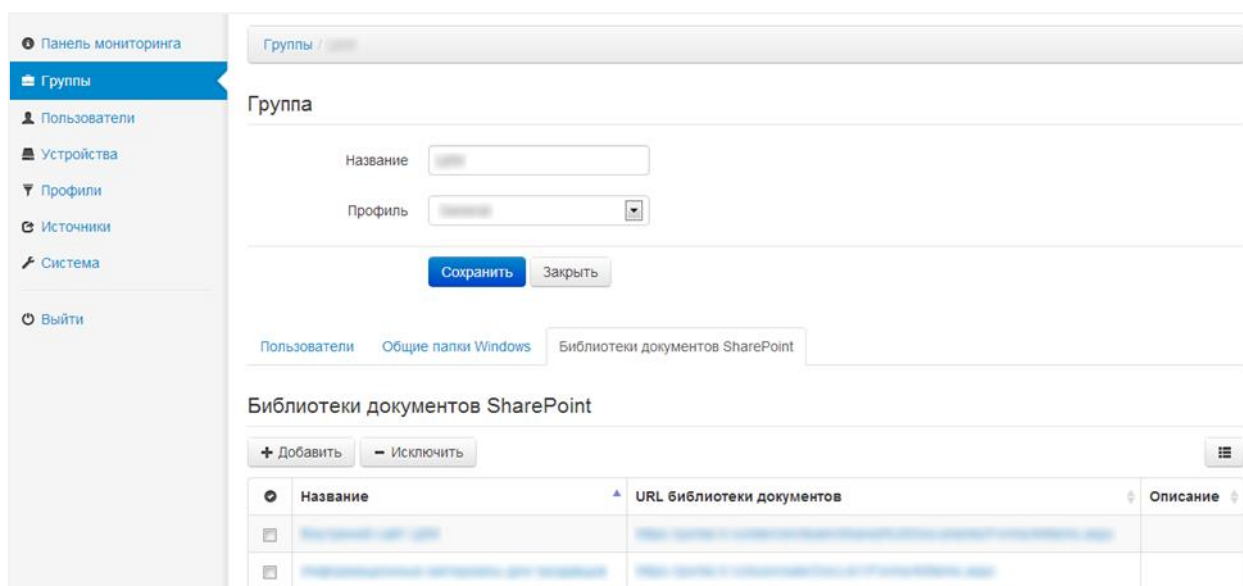 Панель мониторинга
Группы
Пользователи
Устройства
Профили
Источники
Система
Выйти
Группы /
Группа
Название
Профиль
Сохранить Закрыть
Пользователи Общие папки Windows Библиотеки документов SharePoint
Библиотеки документов SharePoint
+ Добавить − Исключить
Название URL библиотеки документов Описание